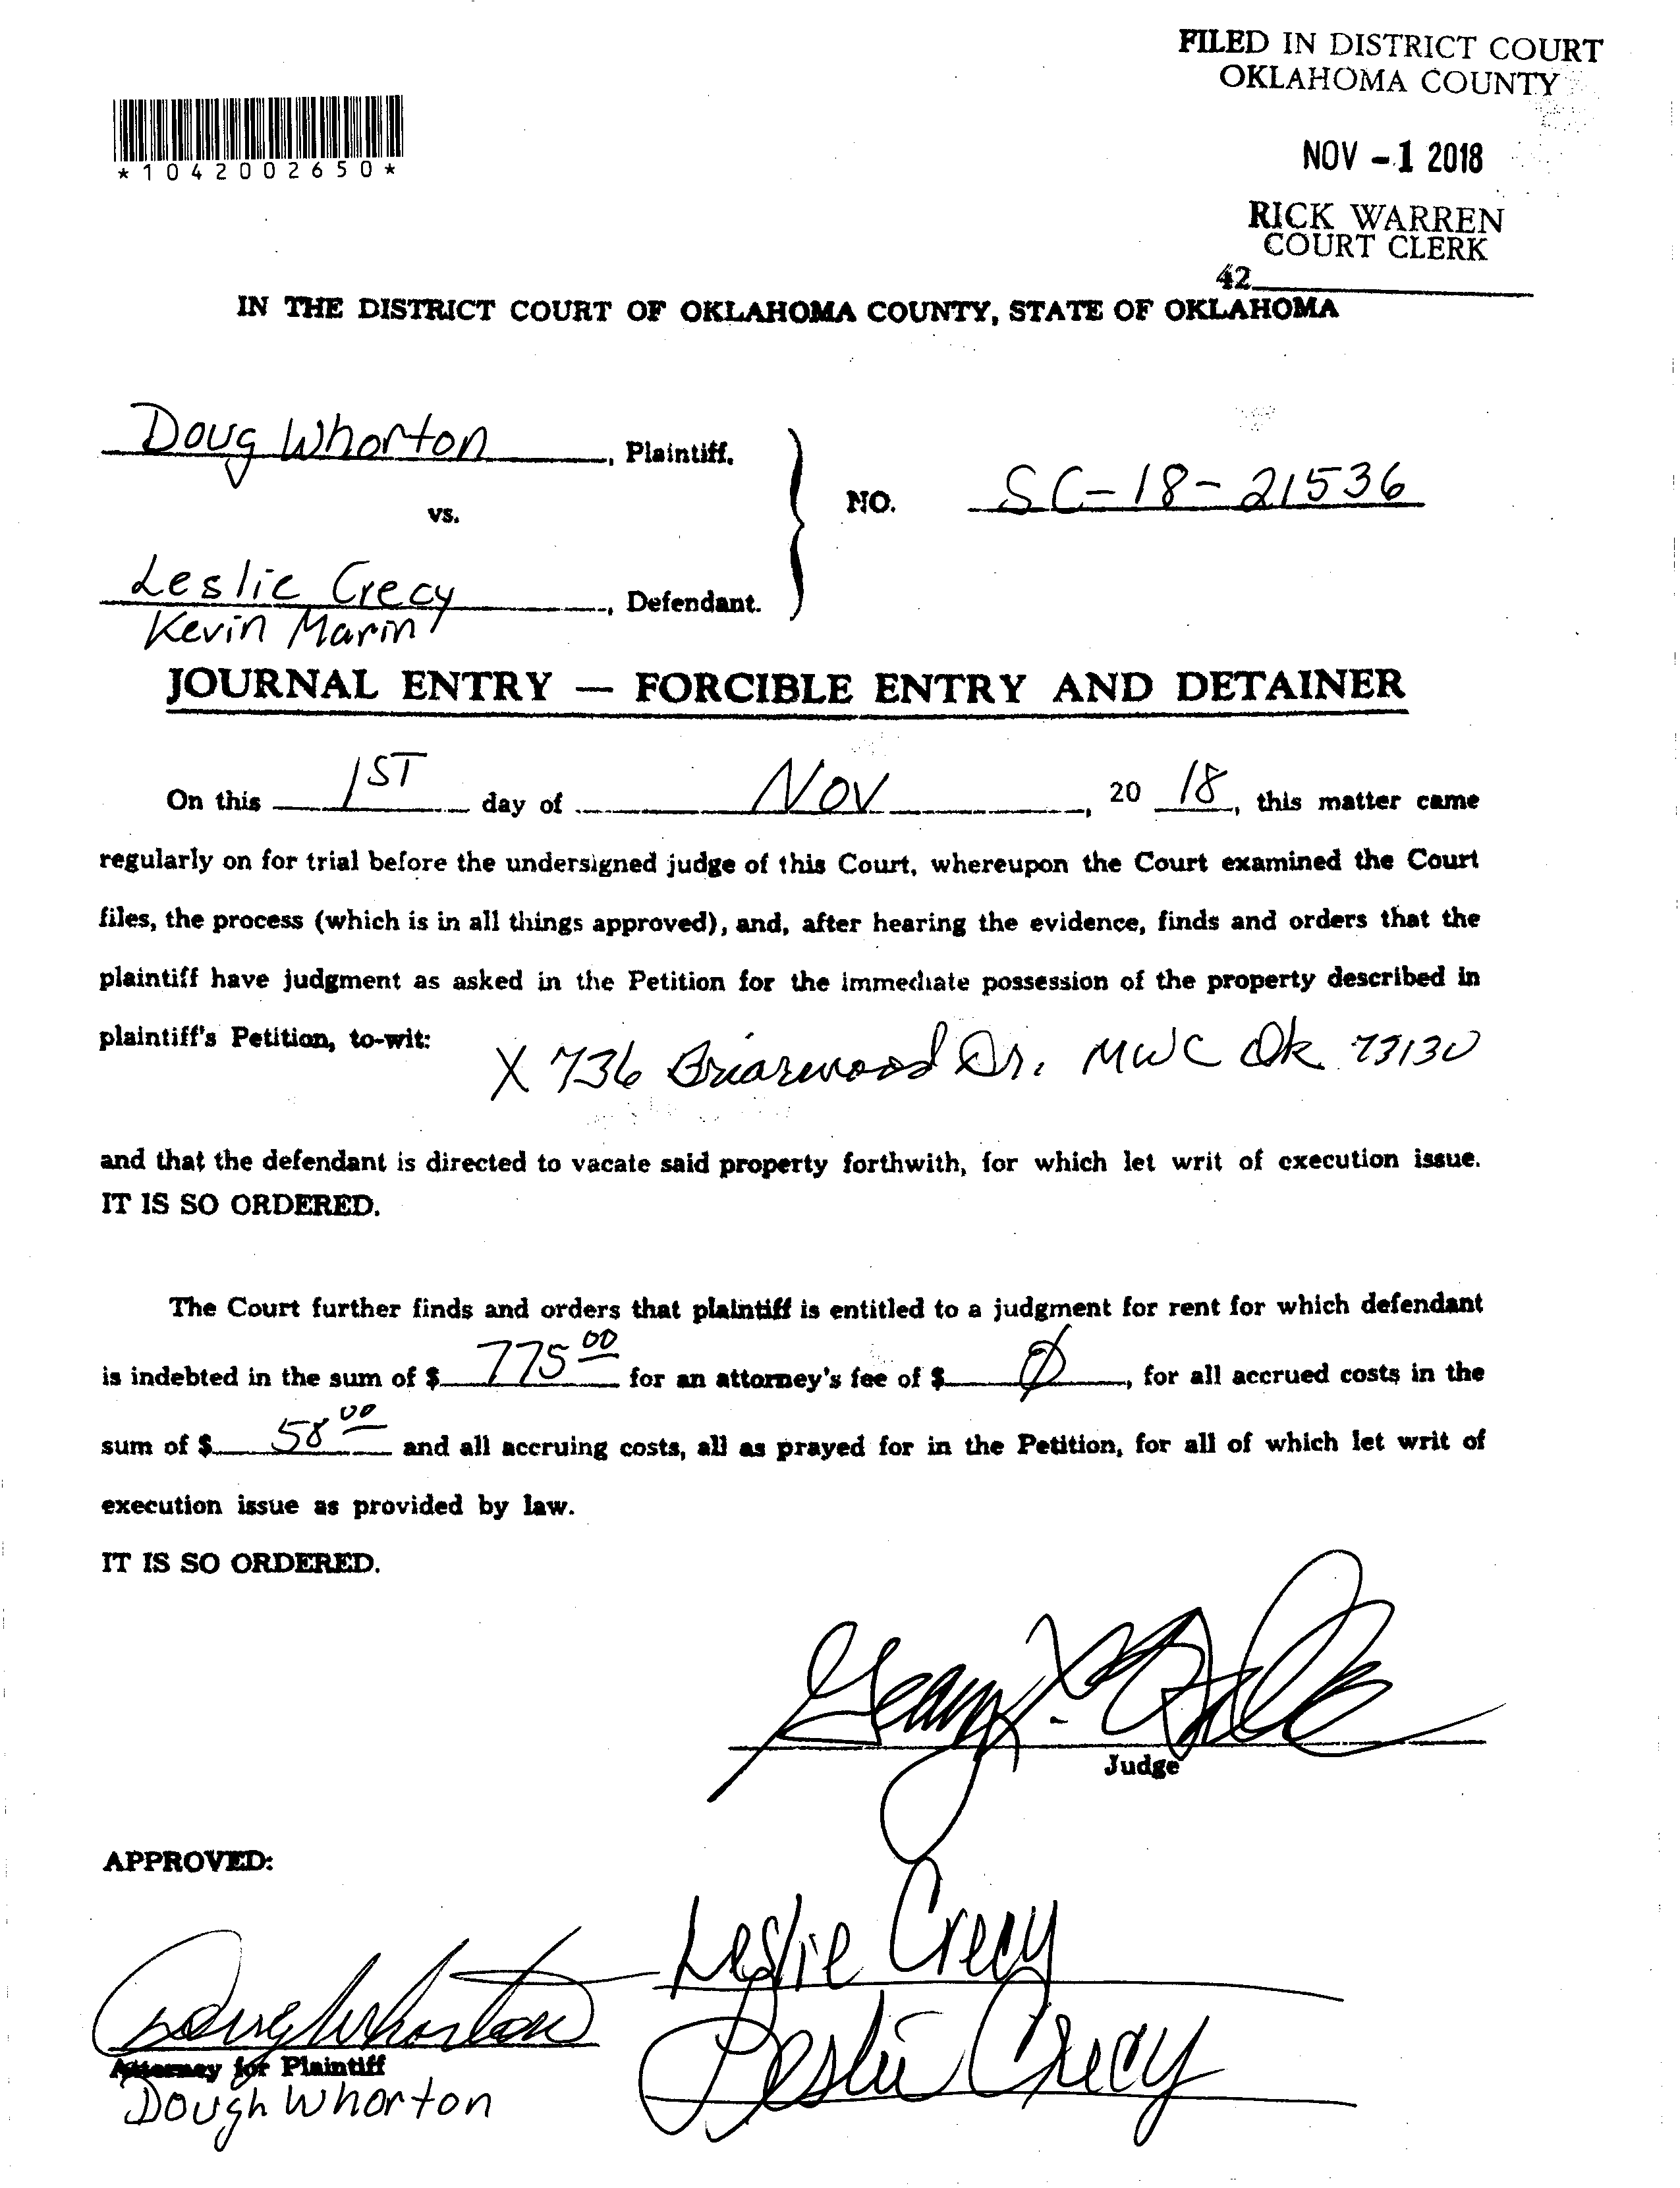 FILED IN DISTRICT COURT
OKLAHOMA COUNTY
*1042002650*
NOV -1 2018
RICK WARREN
COURT CLERK
42
IN THE DISTRICT COURT OF OKLAHOMA COUNTY, STATE OF OKLAHOMA
Doug Whorton, Plaintiff,
vs.
NO. SC-18-21536
Leslie Crecy, Defendant.
Kevin Marin
JOURNAL ENTRY — FORCIBLE ENTRY AND DETAINER
On this 1ST day of NOV, 20 18, this matter came
regularly on for trial before the undersigned judge of this Court, whereupon the Court examined the Court
files, the process (which is in all things approved), and, after hearing the evidence, finds and orders that the
plaintiff have judgment as asked in the Petition for the immediate possession of the property described in
plaintiff's Petition, to-wit: X 736 Briarwood Dr. MWC Ok 73130
and that the defendant is directed to vacate said property forthwith, for which let writ of execution issue.
IT IS SO ORDERED.
The Court further finds and orders that plaintiff is entitled to a judgment for rent for which defendant
is indebted in the sum of $ 775 00 for an attorney's fee of $ Ø, for all accrued costs in the
sum of $ 58 00 and all accruing costs, all as prayed for in the Petition, for all of which let writ of
execution issue as provided by law.
IT IS SO ORDERED.
Judge
APPROVED:
Leslie Crecy
Doug Whorton
Leslie Crecy
Attorney for Plaintiff
Dough Whorton